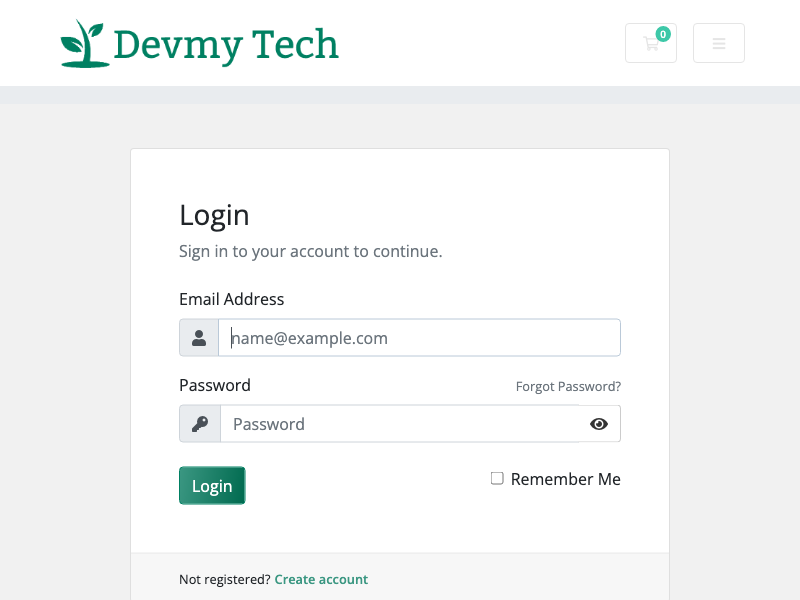 Devmy Tech
0
Login
Sign in to your account to continue.
Email Address
name@example.com
Password
Forgot Password?
Password
Login
Remember Me
Not registered? Create account